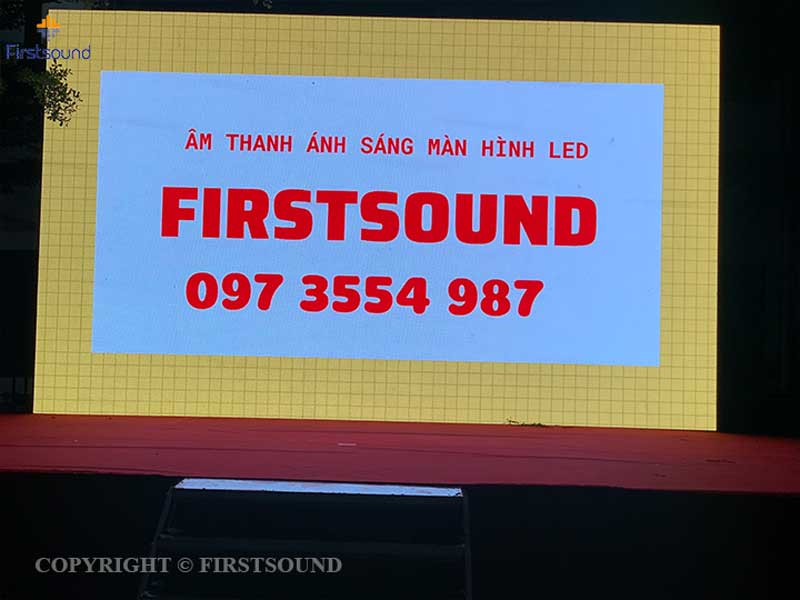 Firstsound
ÂM THANH ÁNH SÁNG MÀN HÌNH LED
FIRSTSOUND
097 3554 987
COPYRIGHT © FIRSTSOUND